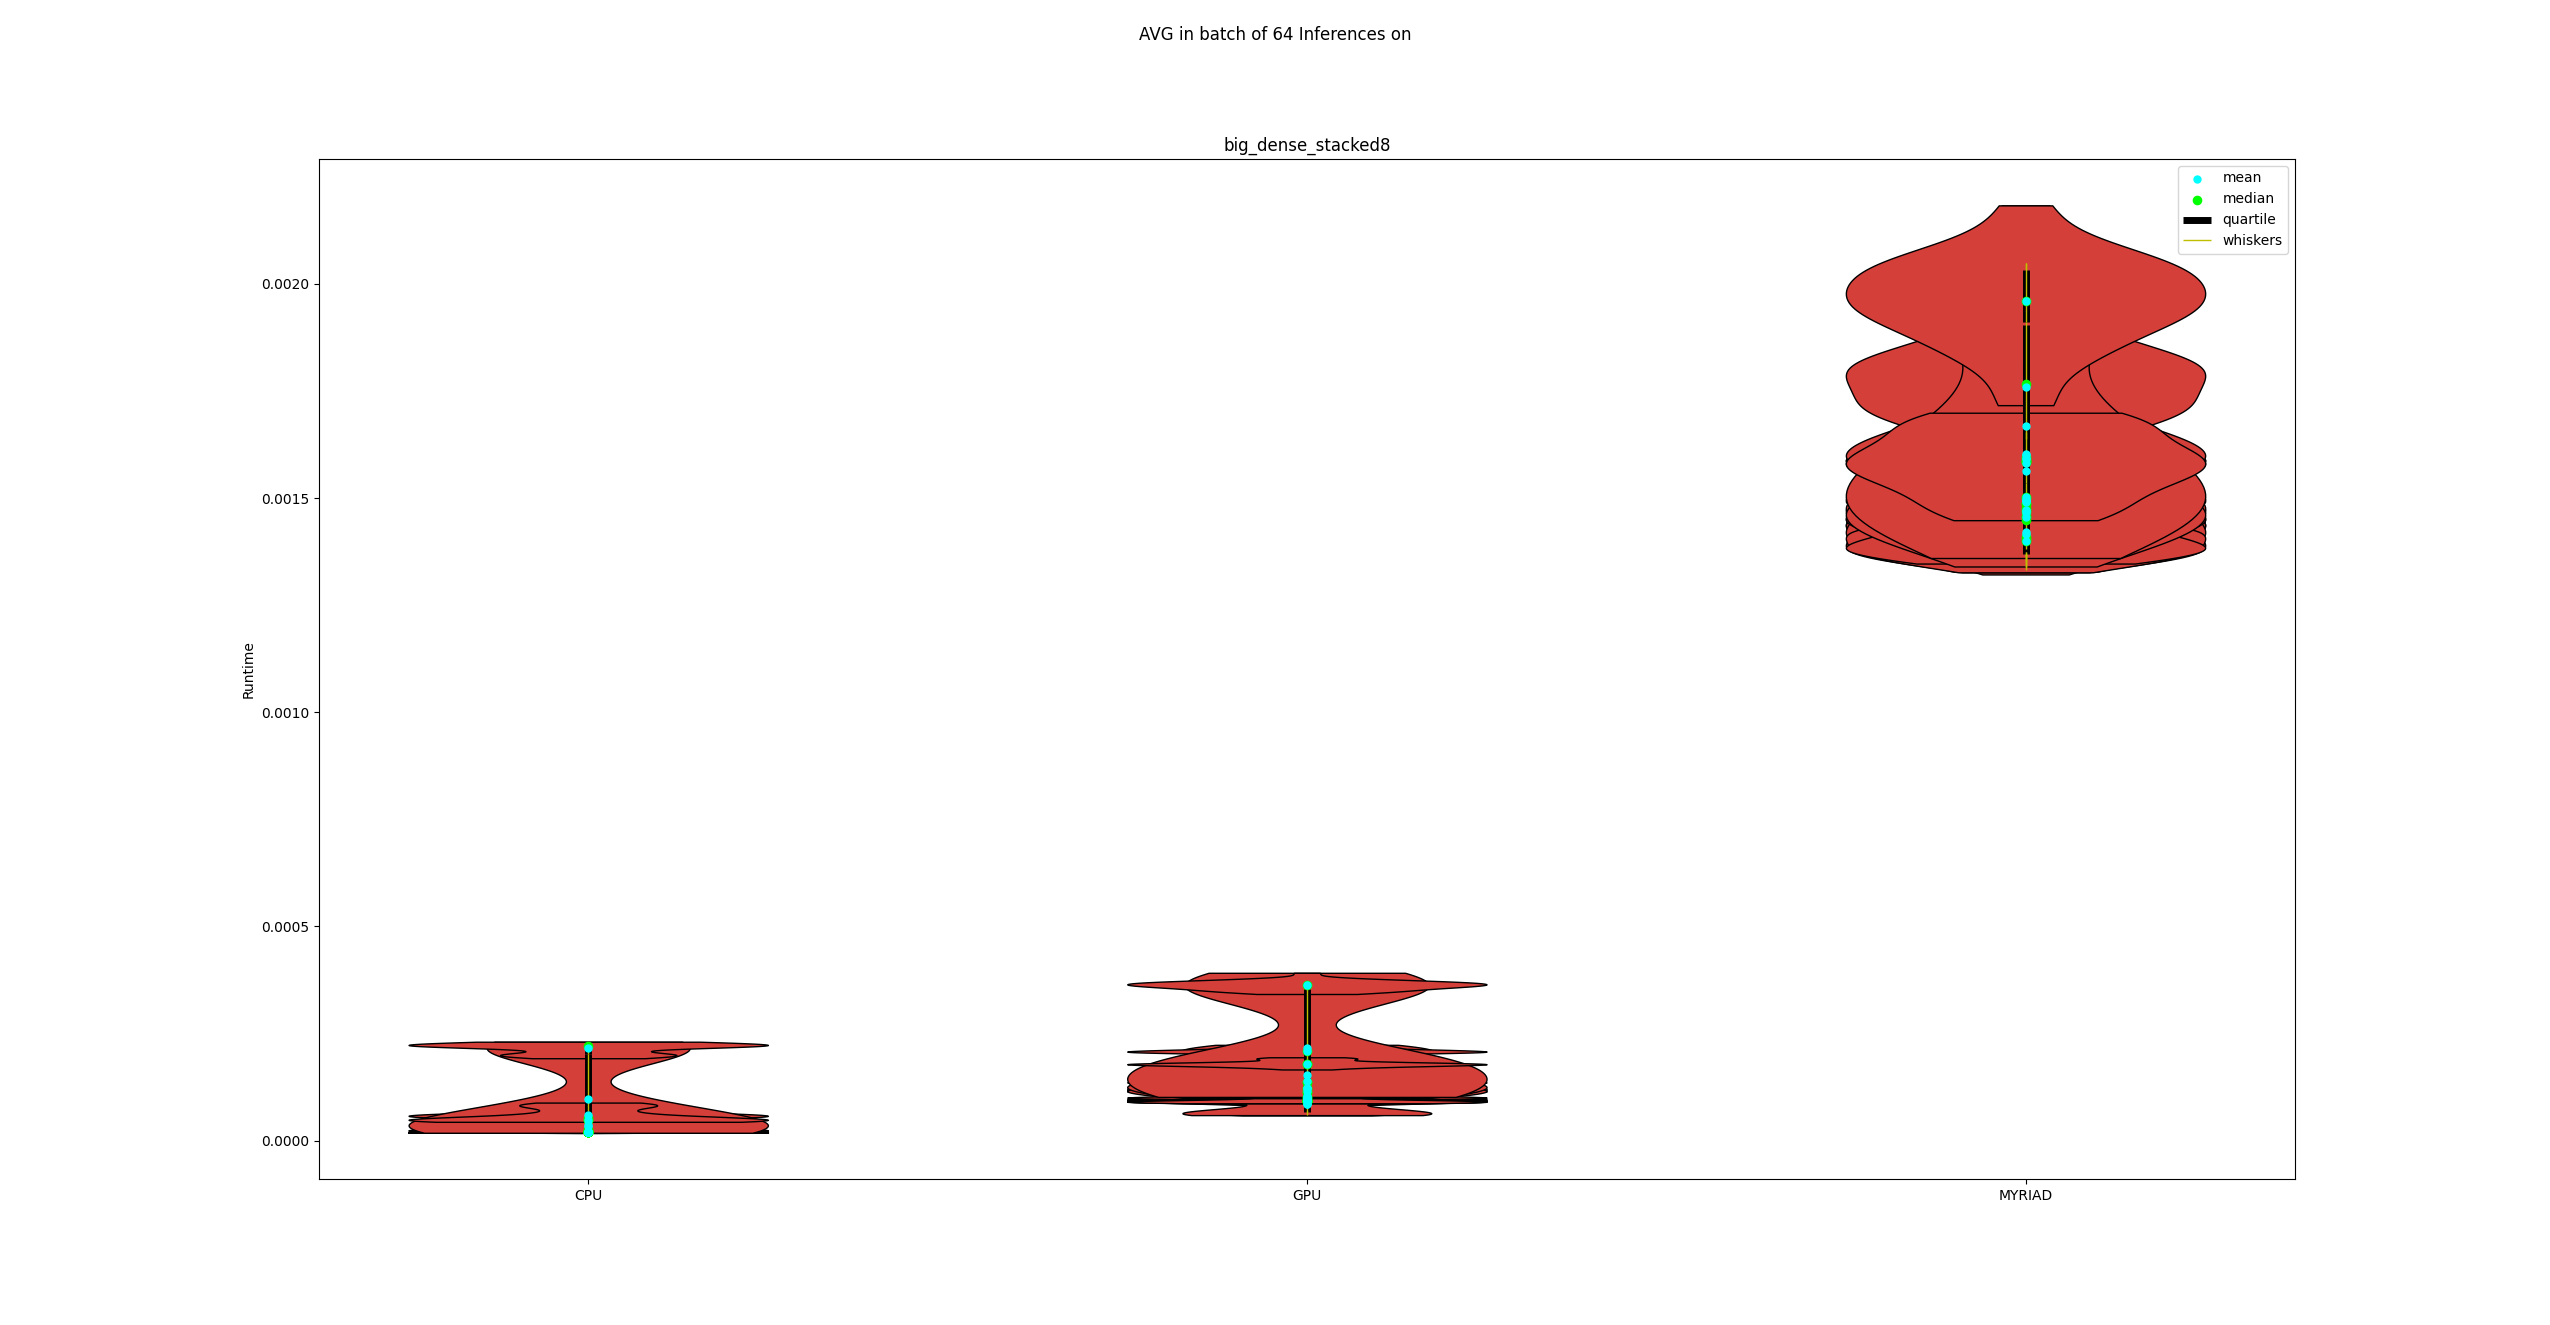 AVG in batch of 64 Inferences on
big_dense_stacked8
mean
median
quartile
whiskers
0.0020
0.0015
0.0010
0.0005
0.0000
Runtime
CPU
GPU
MYRIAD